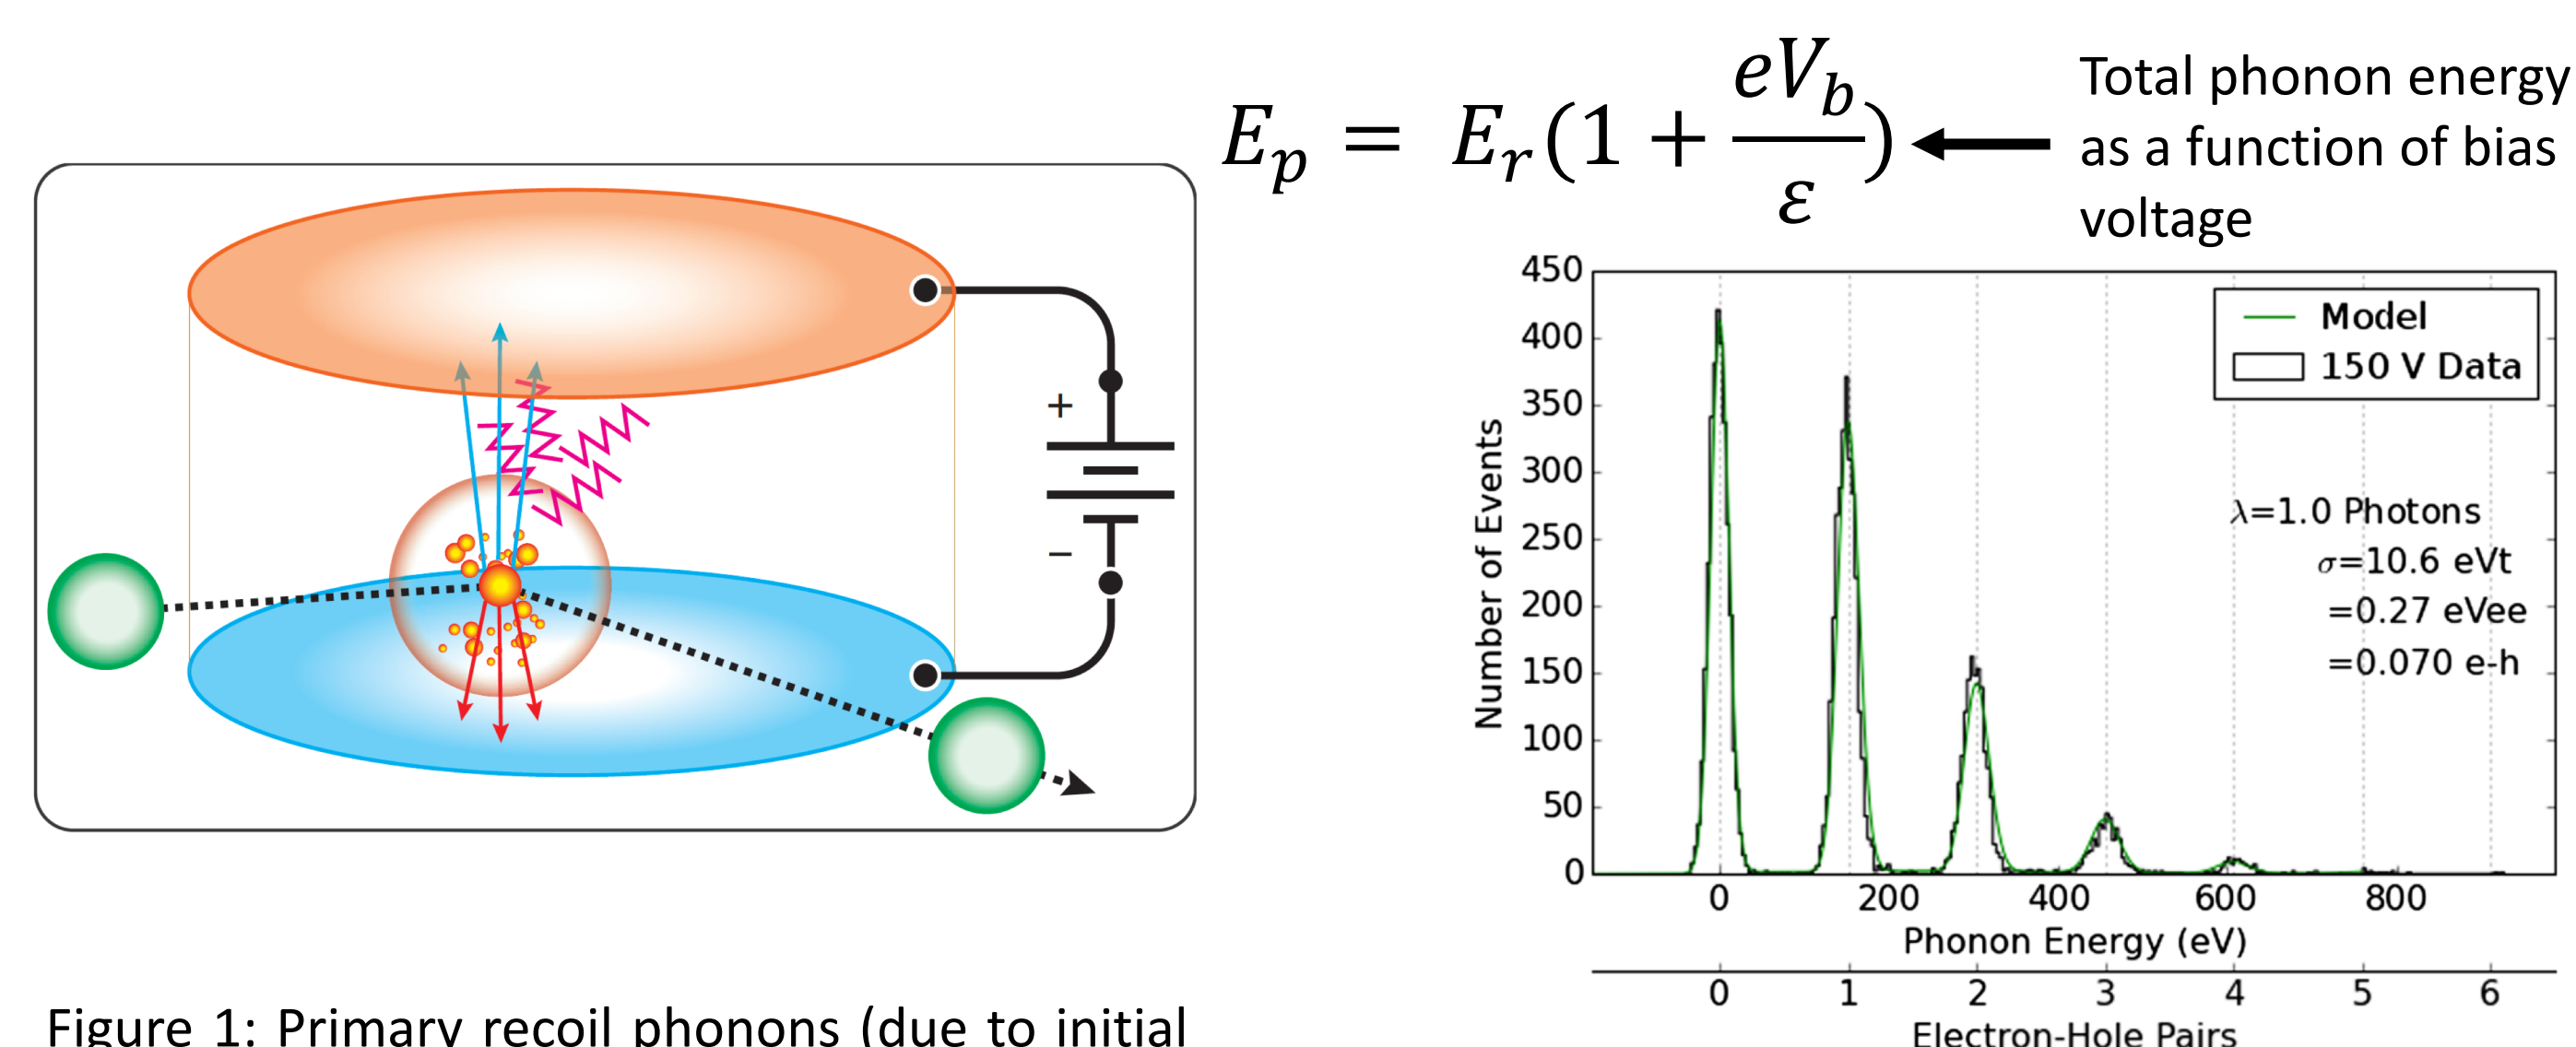 E_p = E_r(1 + eV_b/ε)
Total phonon energy
as a function of bias
voltage
+
−
450
400
350
300
250
200
150
100
50
0
Number of Events
Model
150 V Data
λ=1.0 Photons
σ=10.6 eVt
=0.27 eVee
=0.070 e-h
0 200 400 600 800
Phonon Energy (eV)
0 1 2 3 4 5 6
Electron-Hole Pairs
Figure 1: Primary recoil phonons (due to initial